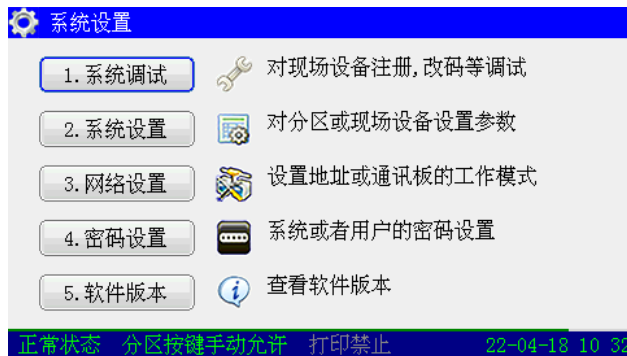 系统设置
1.系统调试 对现场设备注册,改码等调试
2.系统设置 对分区或现场设备设置参数
3.网络设置 设置地址或通讯板的工作模式
4.密码设置 系统或者用户的密码设置
5.软件版本 查看软件版本
正常状态 分区按键手动允许 打印禁止 22-04-18 10 32